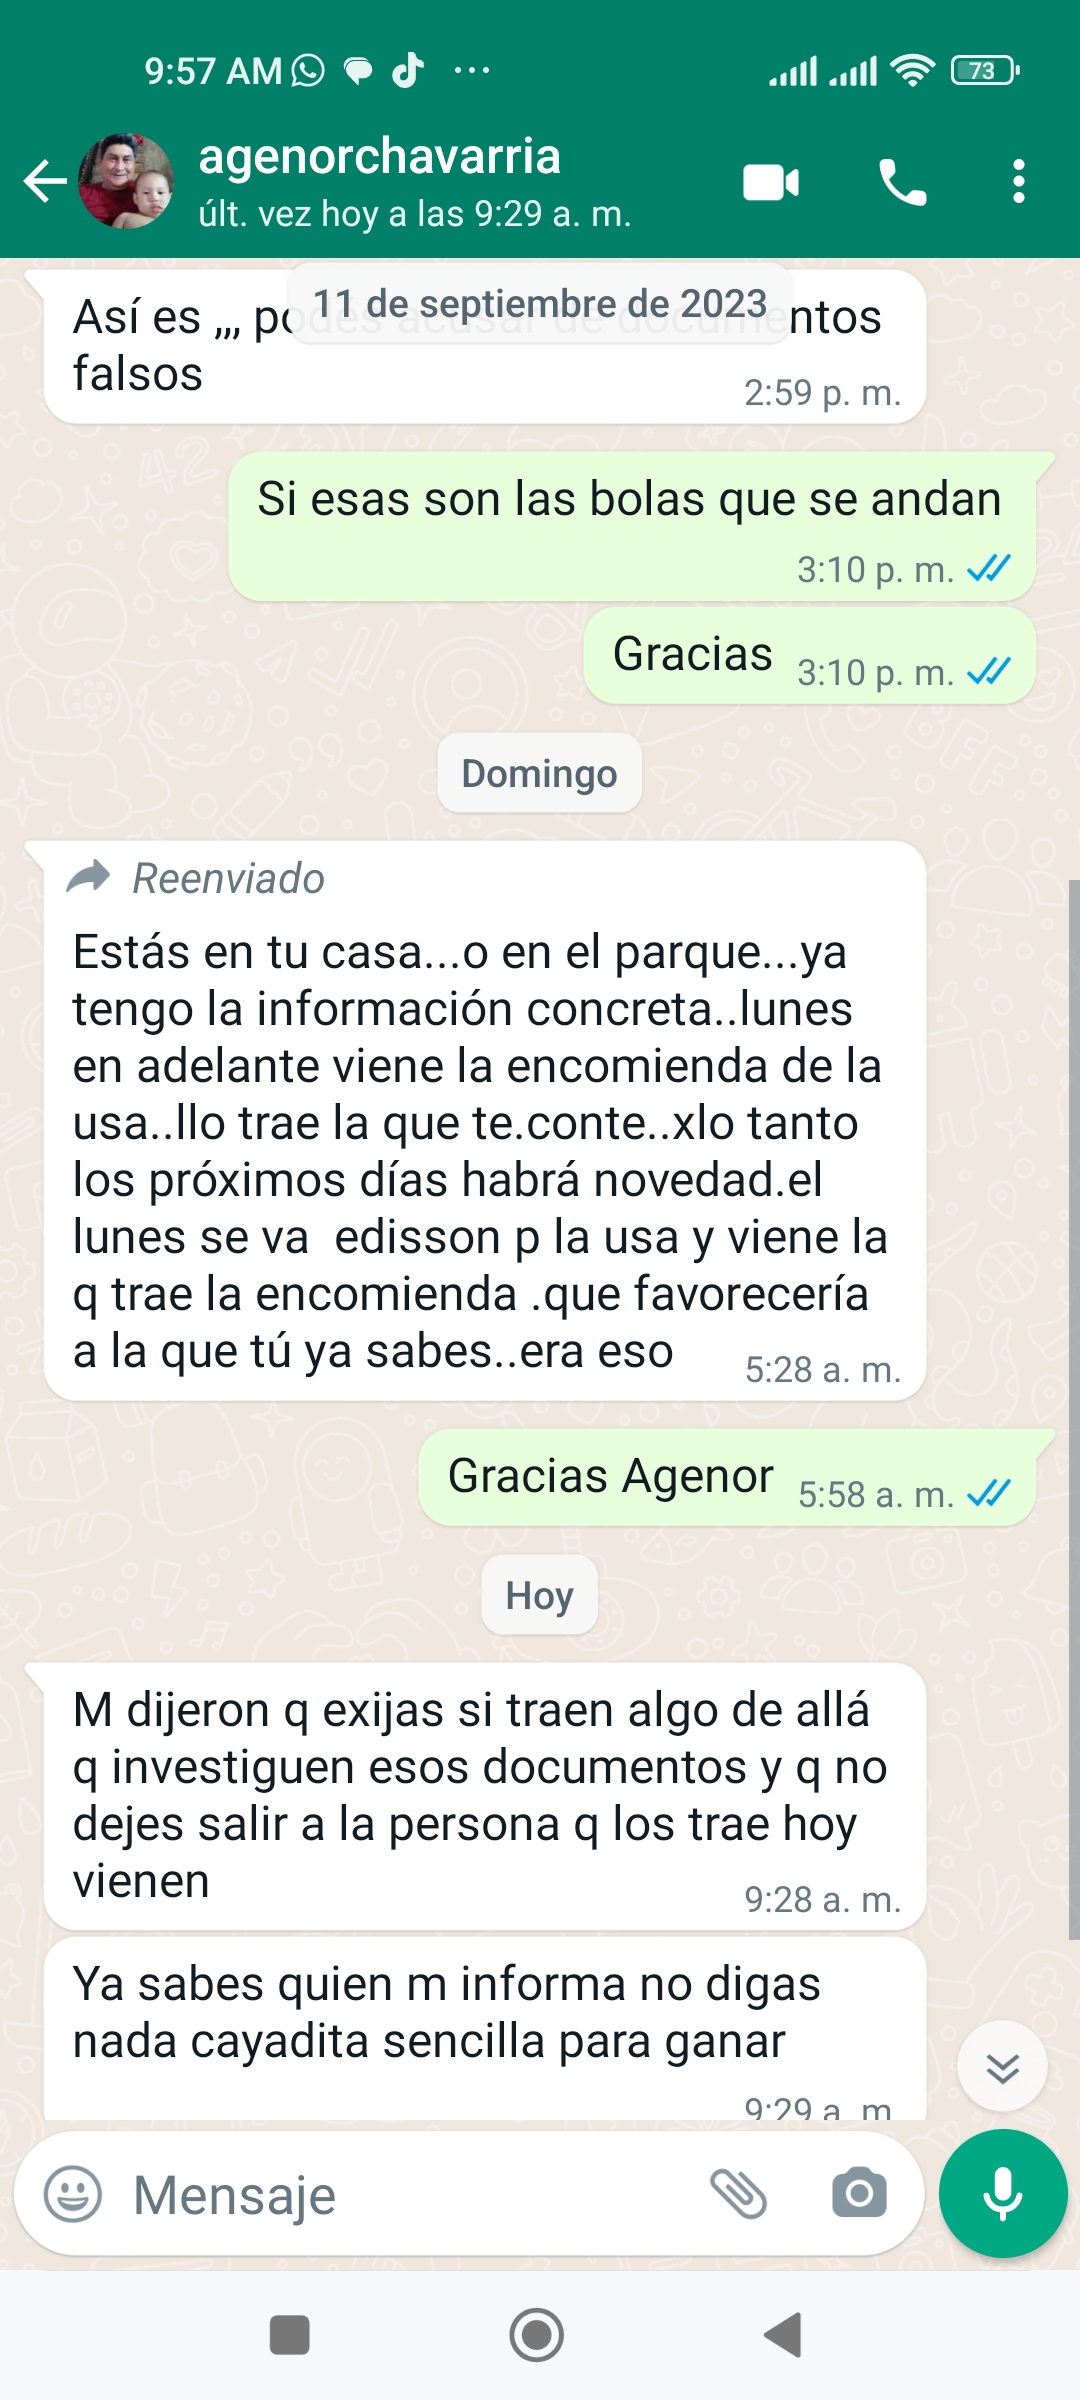 9:57 AM
73
agenorchavarria
últ. vez hoy a las 9:29 a. m.
11 de septiembre de 2023
Así es ,,, podés acusar de documentos
falsos
2:59 p. m.
Si esas son las bolas que se andan
3:10 p. m.
Gracias 3:10 p. m.
Domingo
Reenviado
Estás en tu casa...o en el parque...ya
tengo la información concreta..lunes
en adelante viene la encomienda de la
usa..llo trae la que te.conte..xlo tanto
los próximos días habrá novedad.el
lunes se va  edisson p la usa y viene la
q trae la encomienda .que favorecería
a la que tú ya sabes..era eso 5:28 a. m.
Gracias Agenor 5:58 a. m.
Hoy
M dijeron q exijas si traen algo de allá
q investiguen esos documentos y q no
dejes salir a la persona q los trae hoy
vienen
9:28 a. m.
Ya sabes quien m informa no digas
nada cayadita sencilla para ganar
9:29 a. m.
Mensaje